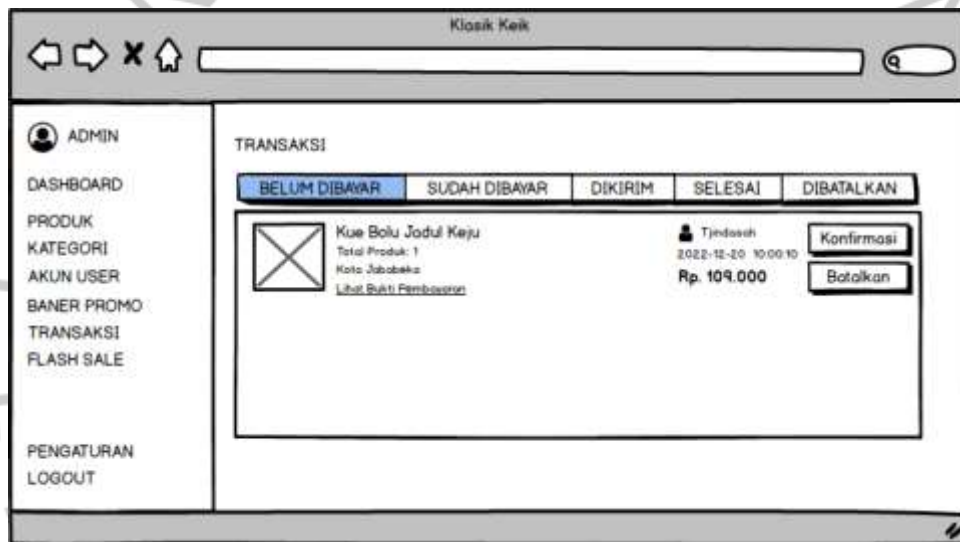 Klasik Keik
ADMIN
DASHBOARD
PRODUK
KATEGORI
AKUN USER
BANER PROMO
TRANSAKSI
FLASH SALE
PENGATURAN
LOGOUT
TRANSAKSI
BELUM DIBAYAR SUDAH DIBAYAR DIKIRIM SELESAI DIBATALKAN
Kue Bolu Jadul Keju
Total Produk: 1
Kota Jababeka
Lihat Bukti Pembayaran
Tjindasah
2022-12-20 10:00:10
Rp. 109.000
Konfirmasi
Batalkan